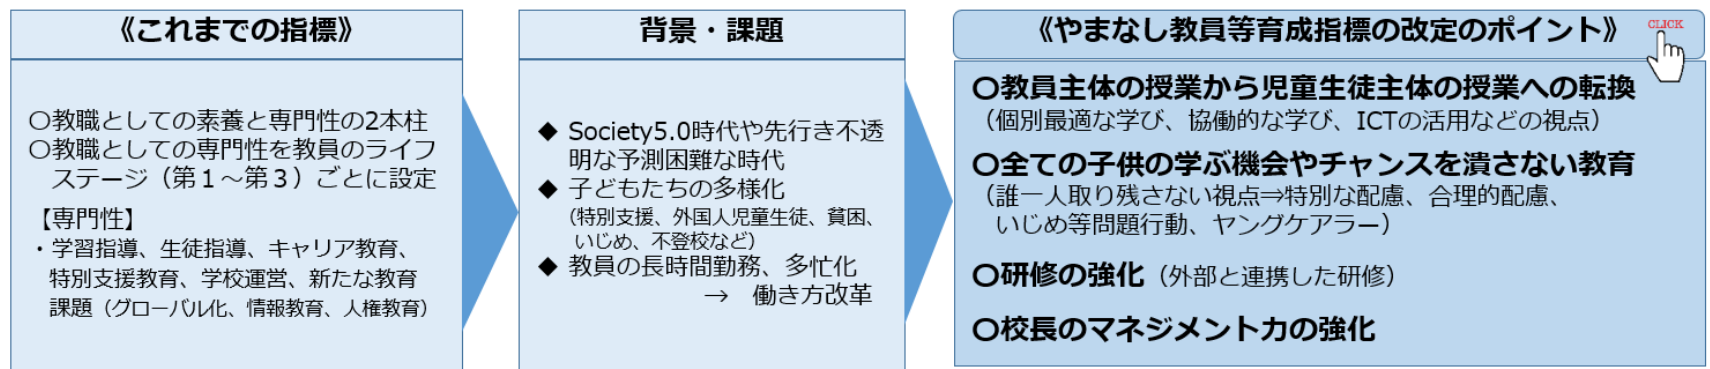 《これまでの指標》
〇教職としての素養と専門性の2本柱
〇教職としての専門性を教員のライフ
ステージ（第１～第３）ごとに設定
【専門性】
・学習指導、生徒指導、キャリア教育、
特別支援教育、学校運営、新たな教育
課題（グローバル化、情報教育、人権教育）
背景・課題
◆ Society5.0時代や先行き不透
明な予測困難な時代
◆ 子どもたちの多様化
（特別支援、外国人児童生徒、貧困、
いじめ、不登校など）
◆ 教員の長時間勤務、多忙化
→ 働き方改革
《やまなし教員等育成指標の改定のポイント》
CLICK
〇教員主体の授業から児童生徒主体の授業への転換
（個別最適な学び、協働的な学び、ICTの活用などの視点）
〇全ての子供の学ぶ機会やチャンスを潰さない教育
（誰一人取り残さない視点⇒特別な配慮、合理的配慮、
いじめ等問題行動、ヤングケアラー）
〇研修の強化（外部と連携した研修）
〇校長のマネジメント力の強化